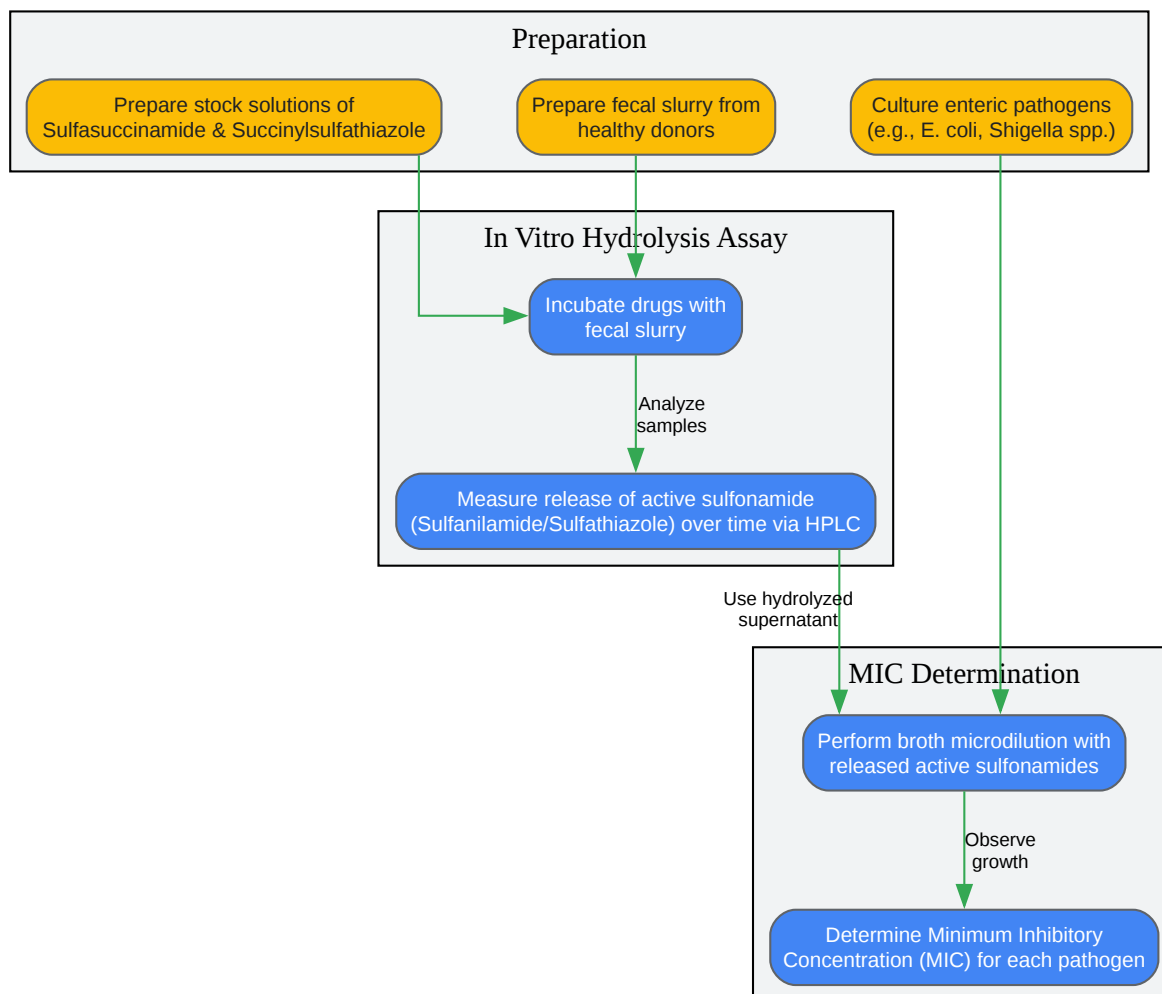 Preparation
Prepare stock solutions of
Sulfasuccinamide & Succinylsulfathiazole
Prepare fecal slurry from
healthy donors
Culture enteric pathogens
(e.g., E. coli, Shigella spp.)
In Vitro Hydrolysis Assay
Incubate drugs with
fecal slurry
Analyze
samples
Measure release of active sulfonamide
(Sulfanilamide/Sulfathiazole) over time via HPLC
Use hydrolyzed
supernatant
MIC Determination
Perform broth microdilution with
released active sulfonamides
Observe
growth
Determine Minimum Inhibitory
Concentration (MIC) for each pathogen